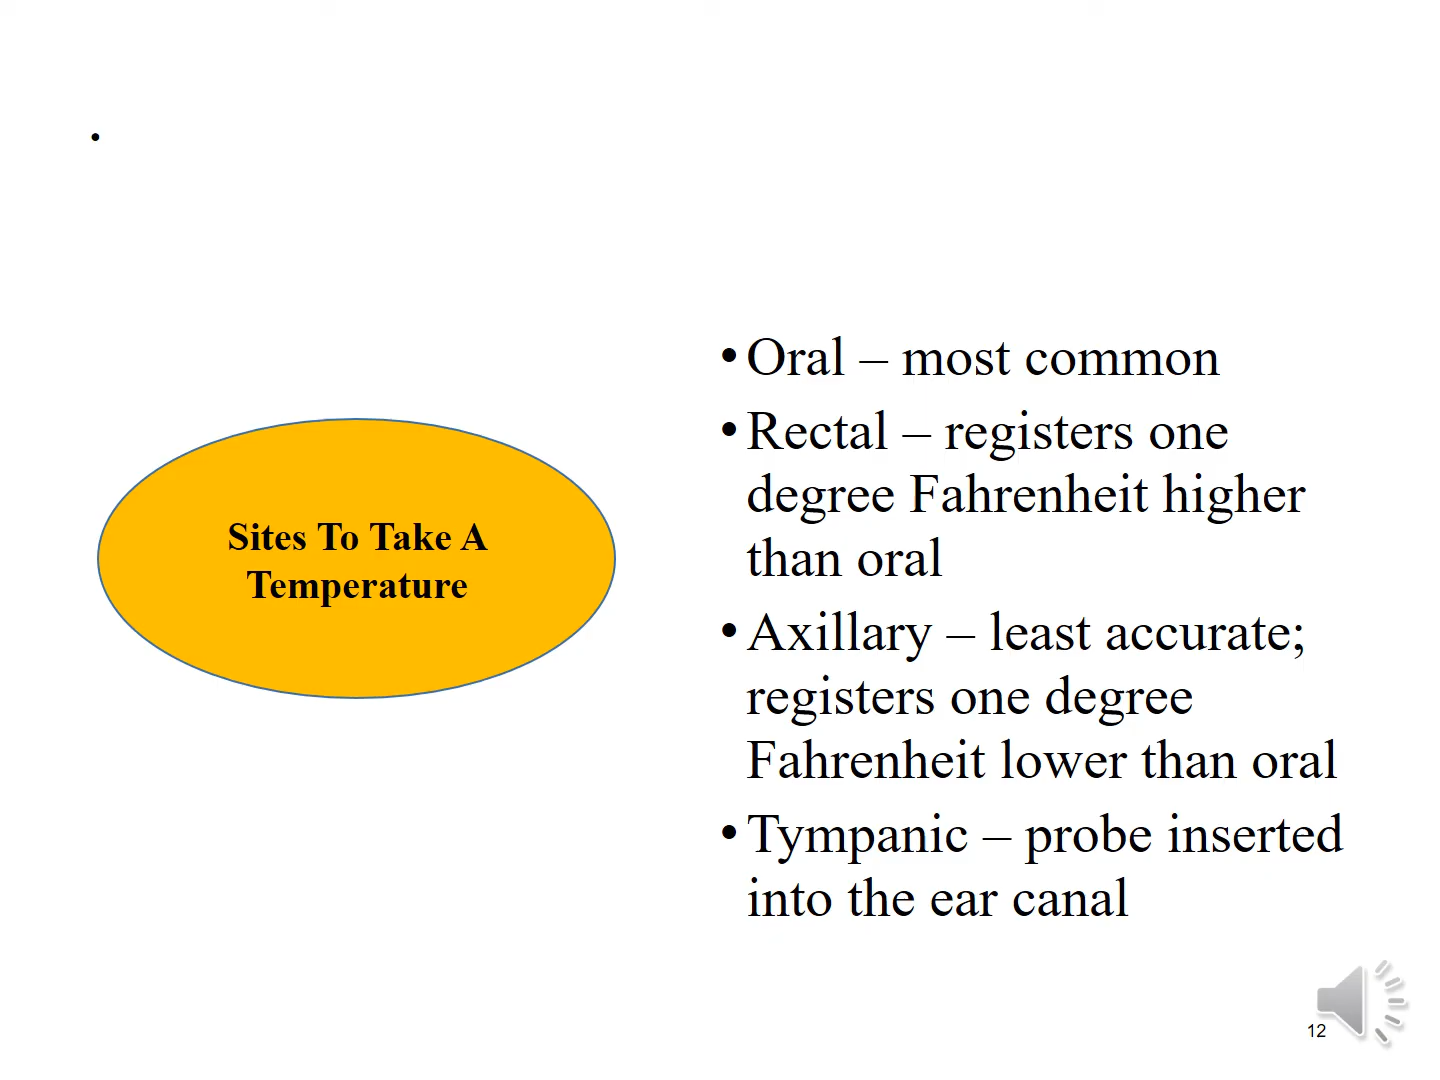 .
Sites To Take A
Temperature
•Oral – most common
•Rectal – registers one
degree Fahrenheit higher
than oral
•Axillary – least accurate;
registers one degree
Fahrenheit lower than oral
•Tympanic – probe inserted
into the ear canal
12